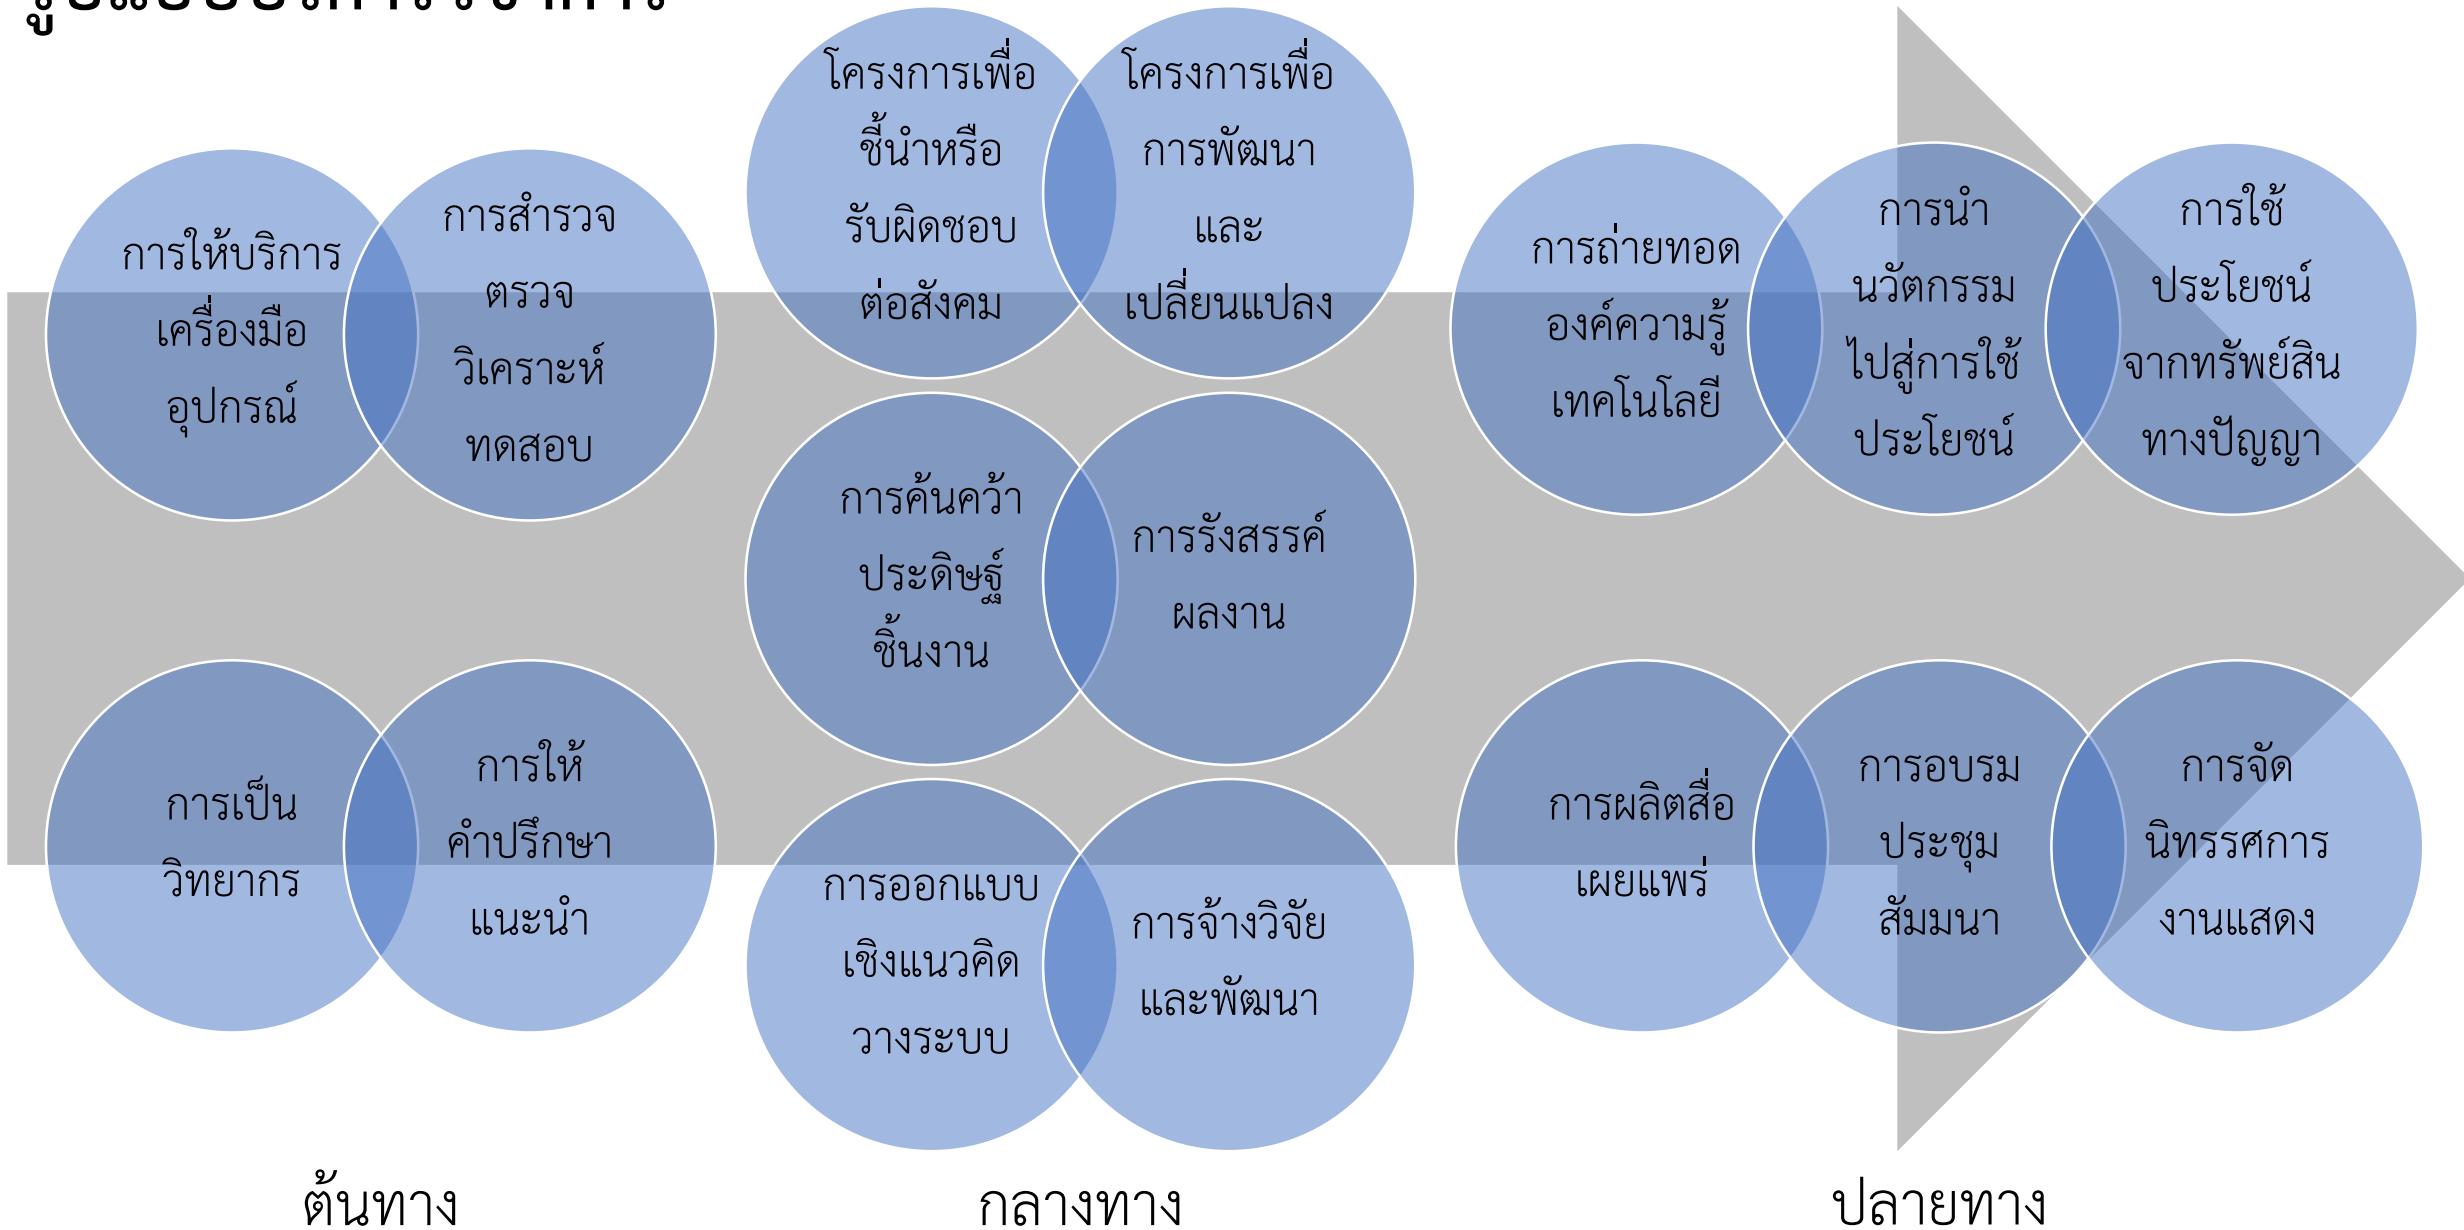 รูปแบบบริการวิชาการ
การให้บริการ
เครื่องมือ
อุปกรณ์
การสำรวจ
ตรวจ
วิเคราะห์
ทดสอบ
การเป็น
วิทยากร
การให้
คำปรึกษา
แนะนำ
โครงการเพื่อ
ชี้นำหรือ
รับผิดชอบ
ต่อสังคม
โครงการเพื่อ
การพัฒนา
และ
เปลี่ยนแปลง
การค้นคว้า
ประดิษฐ์
ชิ้นงาน
การรังสรรค์
ผลงาน
การออกแบบ
เชิงแนวคิด
วางระบบ
การจ้างวิจัย
และพัฒนา
การถ่ายทอด
องค์ความรู้
เทคโนโลยี
การนำ
นวัตกรรม
ไปสู่การใช้
ประโยชน์
การใช้
ประโยชน์
จากทรัพย์สิน
ทางปัญญา
การผลิตสื่อ
เผยแพร่
การอบรม
ประชุม
สัมมนา
การจัด
นิทรรศการ
งานแสดง
ต้นทาง
กลางทาง
ปลายทาง